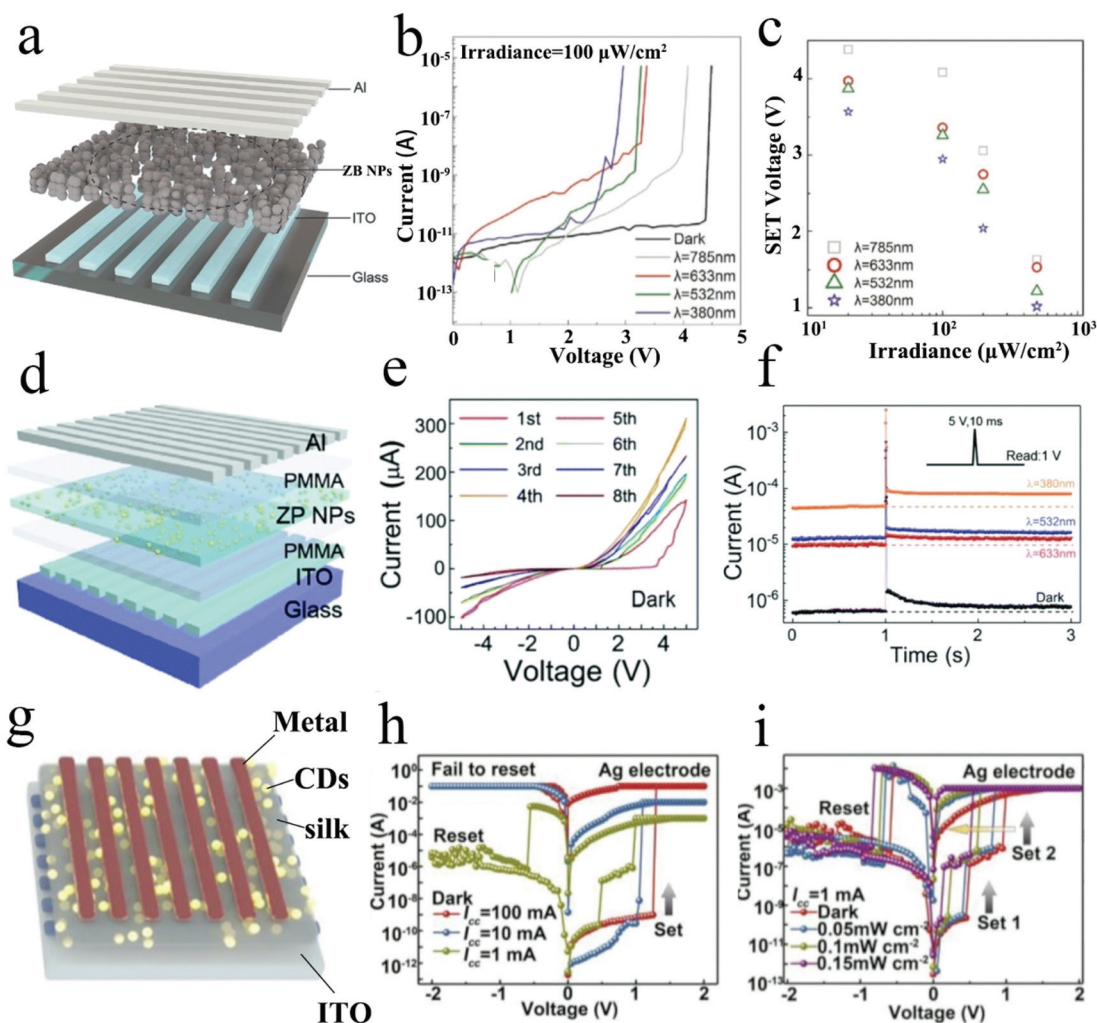 a
Al
ZB NPs
ITO
Glass
b
Irradiance=100 μW/cm²
Current (A)
10⁻⁵
10⁻⁷
10⁻⁹
10⁻¹¹
10⁻¹³
Dark
λ=785nm
λ=633nm
λ=532nm
λ=380nm
0 1 2 3 4 5
Voltage (V)
c
SET Voltage (V)
4
3
2
1
λ=785nm
λ=633nm
λ=532nm
λ=380nm
10¹ 10² 10³
Irradiance (μW/cm²)
d
Al
PMMA
ZP NPs
PMMA
ITO
Glass
e
Current (μA)
300
200
100
0
-100
1st 5th
2nd 6th
3rd 7th
4th 8th
Dark
-4 -2 0 2 4
Voltage (V)
f
Current (A)
10⁻³
10⁻⁴
10⁻⁵
10⁻⁶
5 V,10 ms
Read:1 V
λ=380nm
λ=532nm
λ=633nm
Dark
0 1 2 3
Time (s)
g
Metal
CDs
silk
ITO
h
Current (A)
10⁰
10⁻²
10⁻⁴
10⁻⁶
10⁻⁸
10⁻¹⁰
10⁻¹²
Fail to reset Ag electrode
Reset
Dark
Icc=100 mA
Icc=10 mA
Icc=1 mA
Set
-2 -1 0 1 2
Voltage (V)
i
Current (A)
10⁻¹
10⁻³
10⁻⁵
10⁻⁷
10⁻⁹
10⁻¹¹
10⁻¹³
Ag electrode
Reset
Set 2
Icc=1 mA
Dark
0.05mW cm⁻²
0.1mW cm⁻²
0.15mW cm⁻²
Set 1
-2 -1 0 1 2
Voltage (V)